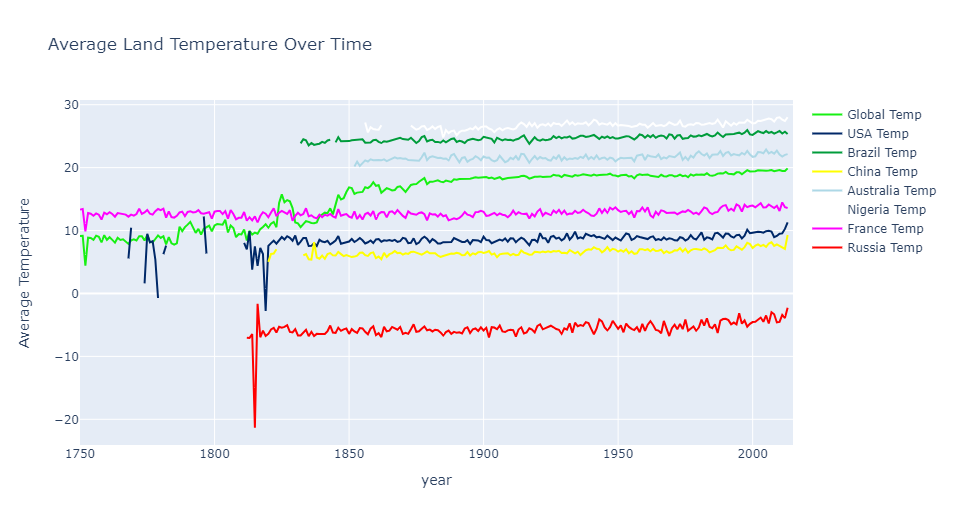 Average Land Temperature Over Time
Average Temperature
30
20
10
0
−10
−20
1750
1800
1850
1900
1950
2000
year
Global Temp
USA Temp
Brazil Temp
China Temp
Australia Temp
Nigeria Temp
France Temp
Russia Temp